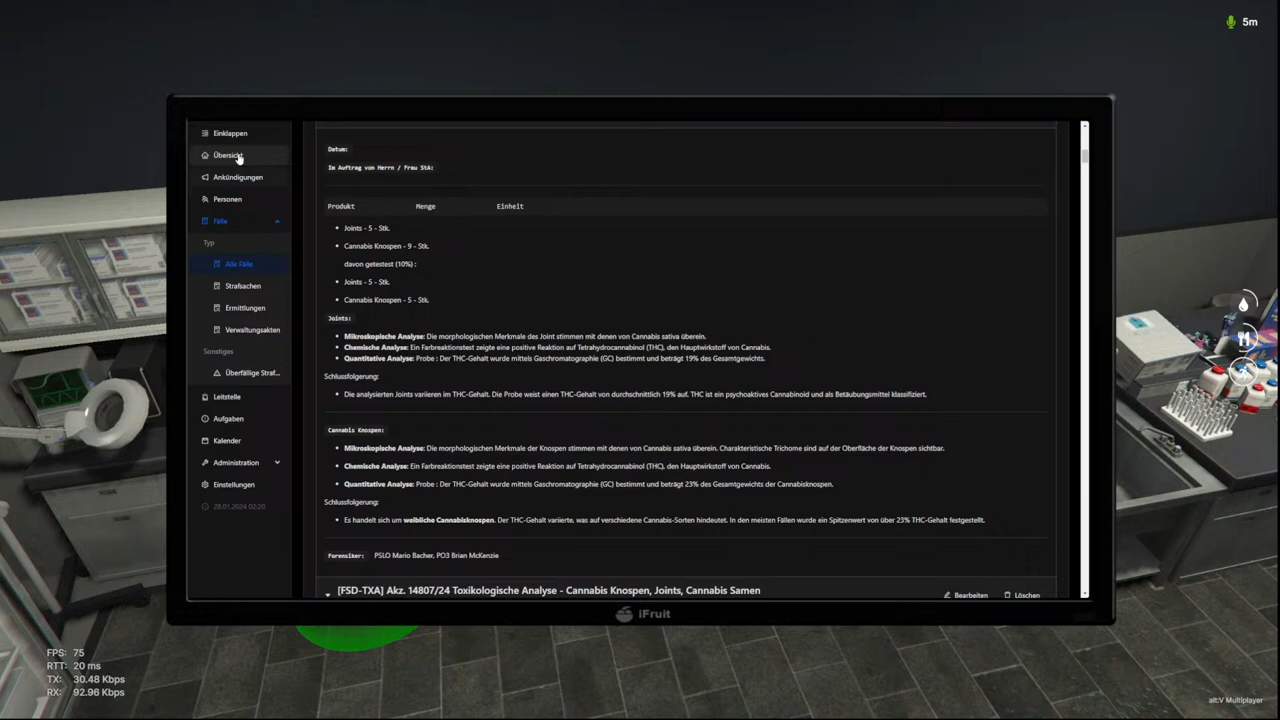 5m
Einklappen
Übersicht
Ankündigungen
Personen
Fälle
Typ
Alle Fälle
Strafsachen
Ermittlungen
Verwaltungsakten
Sonstiges
Überfällige Straf...
Leitstelle
Aufgaben
Kalender
Administration
Einstellungen
28.01.2024 02:20
Datum:
Im Auftrag von Herrn / Frau StA:
Produkt Menge Einheit
• Joints - 5 - Stk.
• Cannabis Knospen - 9 - Stk.
davon getestest (10%) :
• Joints - 5 - Stk.
• Cannabis Knospen - 5 - Stk.
Joints:
• Mikroskopische Analyse: Die morphologischen Merkmale des Joint stimmen mit denen von Cannabis sativa überein.
• Chemische Analyse: Ein Farbreaktionstest zeigte eine positive Reaktion auf Tetrahydrocannabinol (THC), den Hauptwirkstoff von Cannabis.
• Quantitative Analyse: Probe : Der THC-Gehalt wurde mittels Gaschromatographie (GC) bestimmt und beträgt 19% des Gesamtgewichts.
Schlussfolgerung:
• Die analysierten Joints variieren im THC-Gehalt. Die Probe weist einen THC-Gehalt von durchschnittlich 19% auf. THC ist ein psychoaktives Cannabinoid und als Betäubungsmittel klassifiziert.
Cannabis Knospen:
• Mikroskopische Analyse: Die morphologischen Merkmale der Knospen stimmen mit denen von Cannabis sativa überein. Charakteristische Trichome sind auf der Oberfläche der Knospen sichtbar.
• Chemische Analyse: Ein Farbreaktionstest zeigte eine positive Reaktion auf Tetrahydrocannabinol (THC), den Hauptwirkstoff von Cannabis.
• Quantitative Analyse: Probe : Der THC-Gehalt wurde mittels Gaschromatographie (GC) bestimmt und beträgt 23% des Gesamtgewichts der Cannabisknospen.
Schlussfolgerung:
• Es handelt sich um weibliche Cannabisknospen. Der THC-Gehalt variierte, was auf verschiedene Cannabis-Sorten hindeutet. In den meisten Fällen wurde ein Spitzenwert von über 23% THC-Gehalt festgestellt.
Forensiker: PSLO Mario Bacher, PO3 Brian McKenzie
[FSD-TXA] Akz. 14807/24 Toxikologische Analyse - Cannabis Knospen, Joints, Cannabis Samen
Bearbeiten Löschen
iFruit
FPS: 75
RTT: 20 ms
TX: 30.48 Kbps
RX: 92.96 Kbps
alt:V Multiplayer